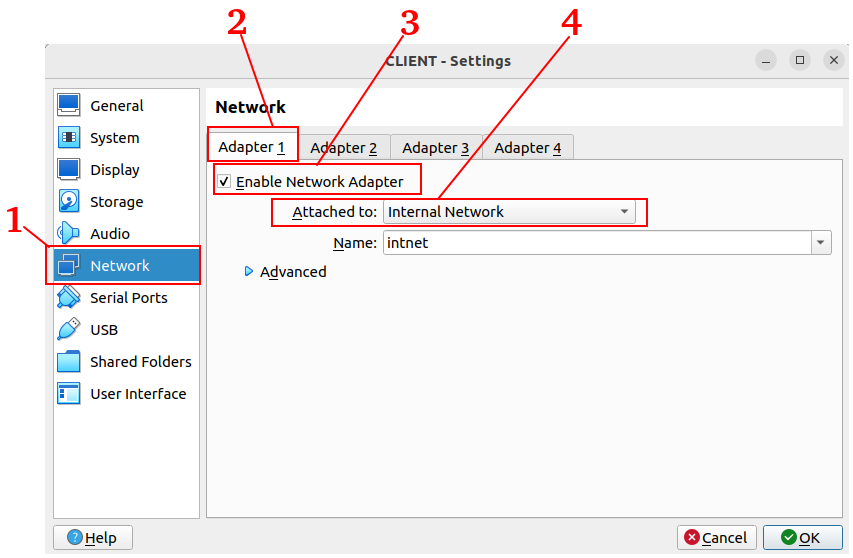 2
3
4
CLIENT - Settings
General
System
Display
Storage
Audio
1
Network
Serial Ports
USB
Shared Folders
User Interface
Network
Adapter 1
Adapter 2
Adapter 3
Adapter 4
Enable Network Adapter
Attached to: Internal Network
Name: intnet
Advanced
Help
Cancel
OK